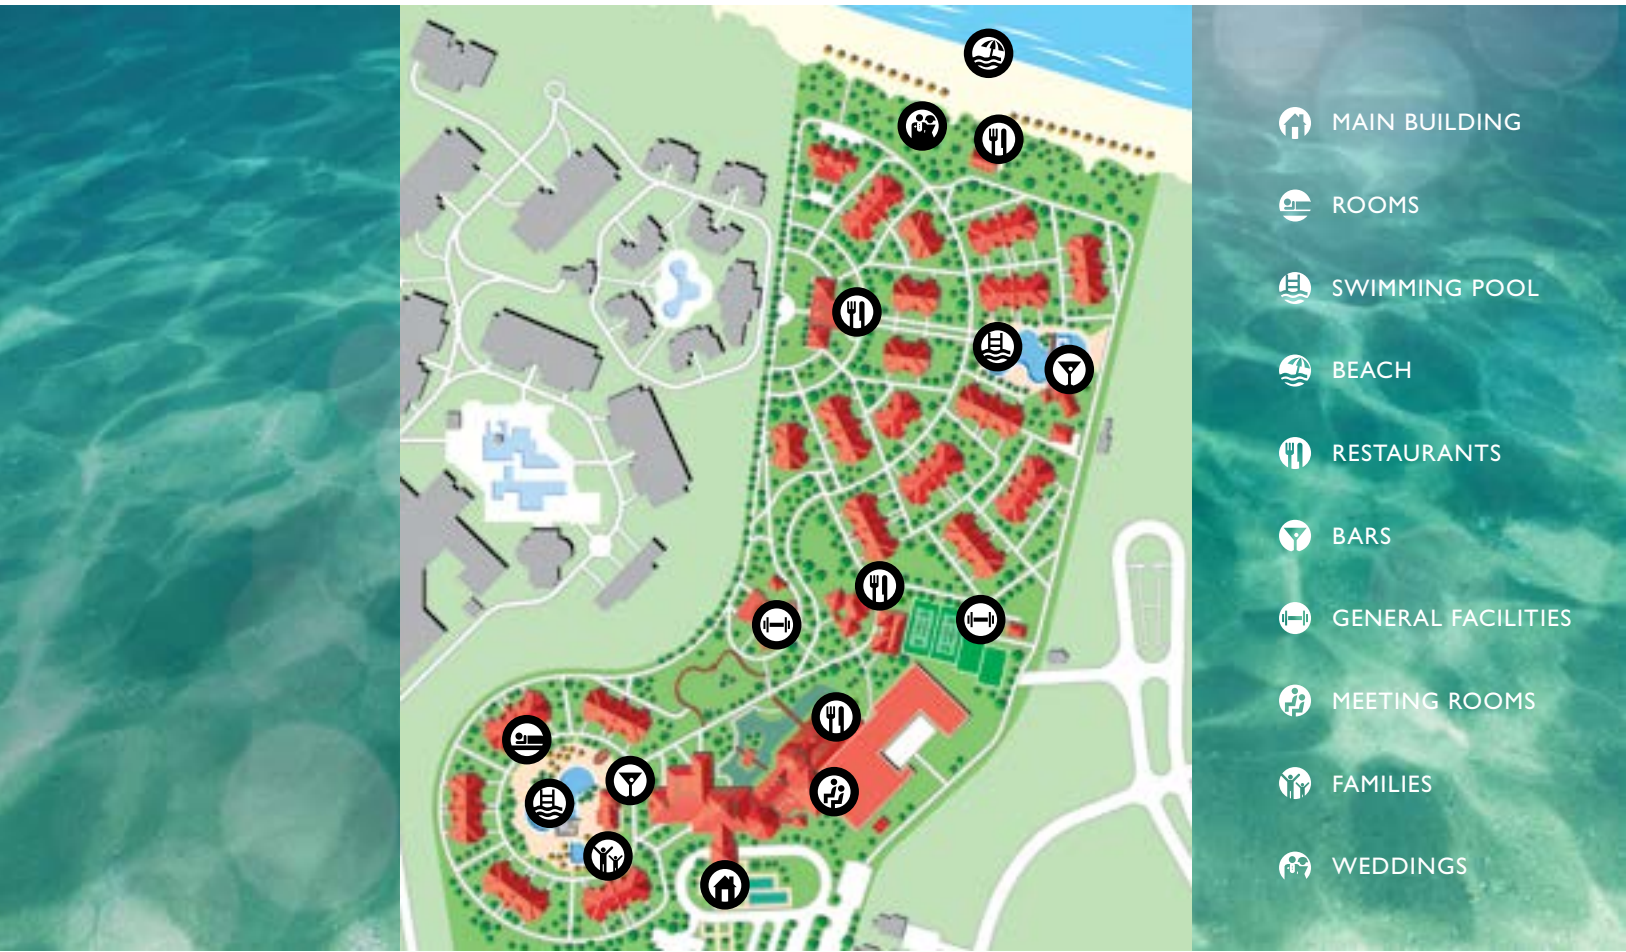 MAIN BUILDING
ROOMS
SWIMMING POOL
BEACH
RESTAURANTS
BARS
GENERAL FACILITIES
MEETING ROOMS
FAMILIES
WEDDINGS